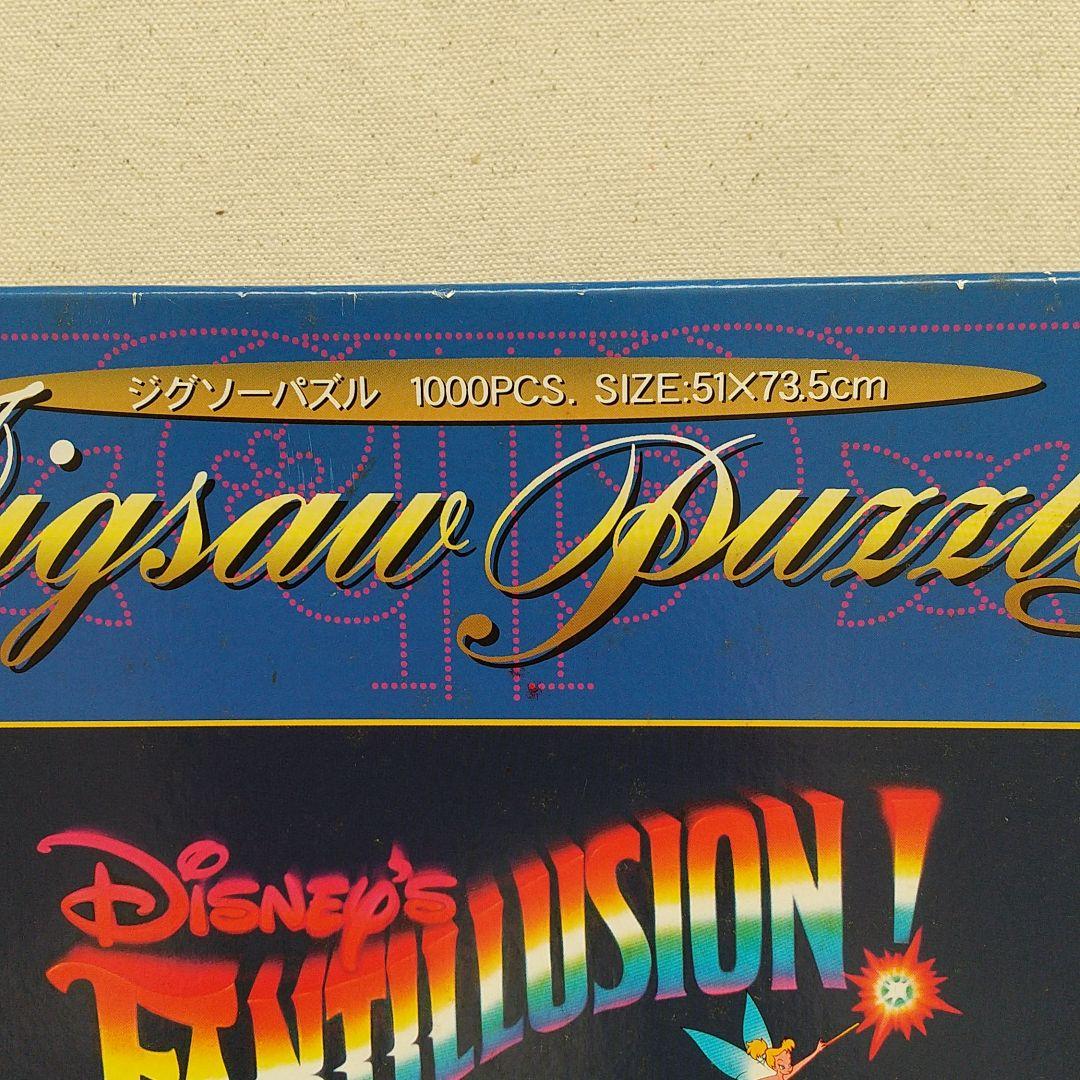 ジグソーパズル 1000PCS. SIZE:51×73.5cm
Jigsaw Puzzle
DISNEY'S
FANTILLUSION!